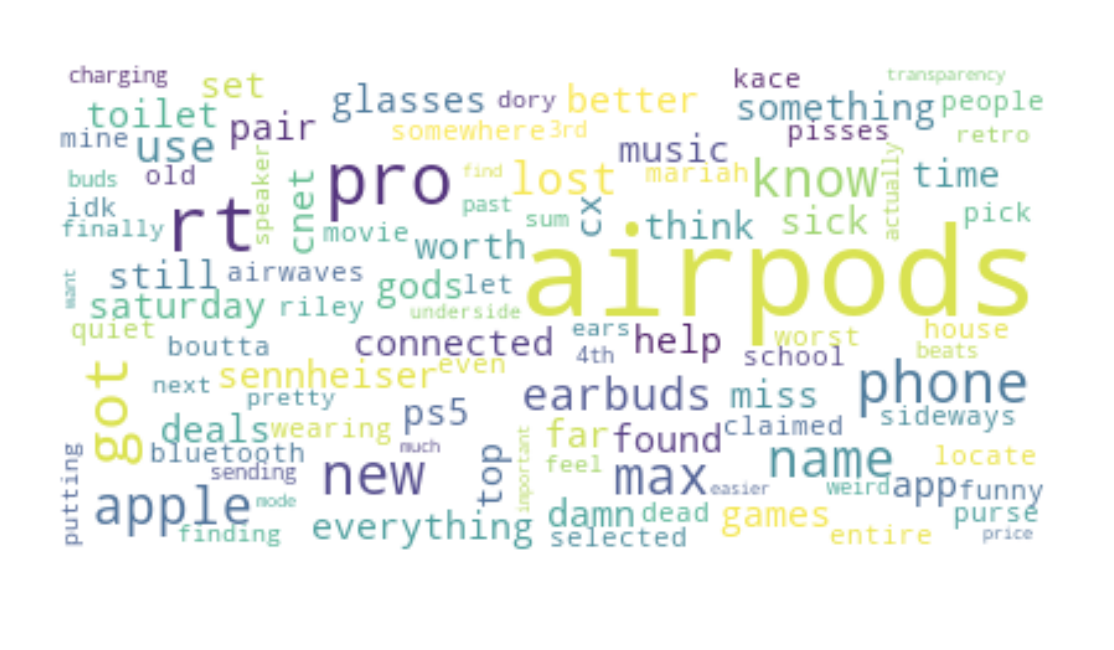 charging
set
toilet
mine
use
pair
glasses
dory
better
somewhere
3rd
kace
transparency
something
people
pisses
retro
music
buds
old
speaker
cnet
pro
find
lost
mariah
know
actually
time
idk
finally
rt
movie
past
sum
cx
think
sick
pick
worth
airpods
want
still
airwaves
gods
let
saturday
riley
underside
quiet
boutta
connected
ears
4th
help
worst
school
house
beats
got
next
sennheiser
even
pretty
earbuds
miss
phone
sideways
deals
wearing
ps5
far
found
claimed
putting
bluetooth
sending
much
top
important
feel
name
locate
new
max
easier
weird
app
funny
apple
mode
finding
everything
damn
dead
games
purse
selected
entire
price